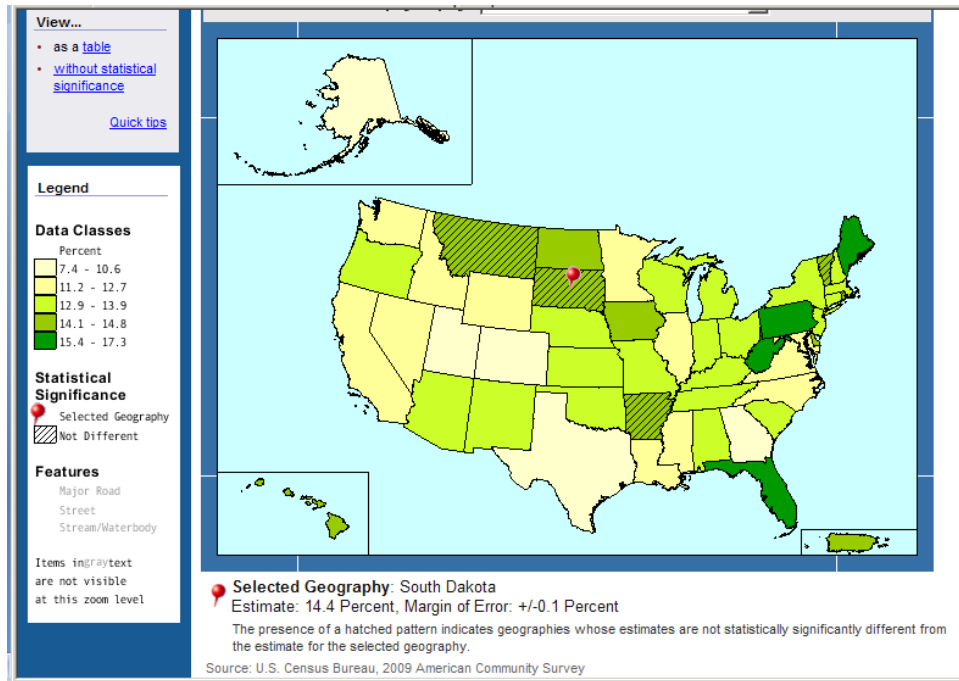 View...
• as a table
• without statistical
significance
Quick tips
Legend
Data Classes
Percent
7.4 - 10.6
11.2 - 12.7
12.9 - 13.9
14.1 - 14.8
15.4 - 17.3
Statistical
Significance
Selected Geography
Not Different
Features
Major Road
Street
Stream/Waterbody
Items in gray text
are not visible
at this zoom level
Selected Geography: South Dakota
Estimate: 14.4 Percent, Margin of Error: +/-0.1 Percent
The presence of a hatched pattern indicates geographies whose estimates are not statistically significantly different from
the estimate for the selected geography.
Source: U.S. Census Bureau, 2009 American Community Survey